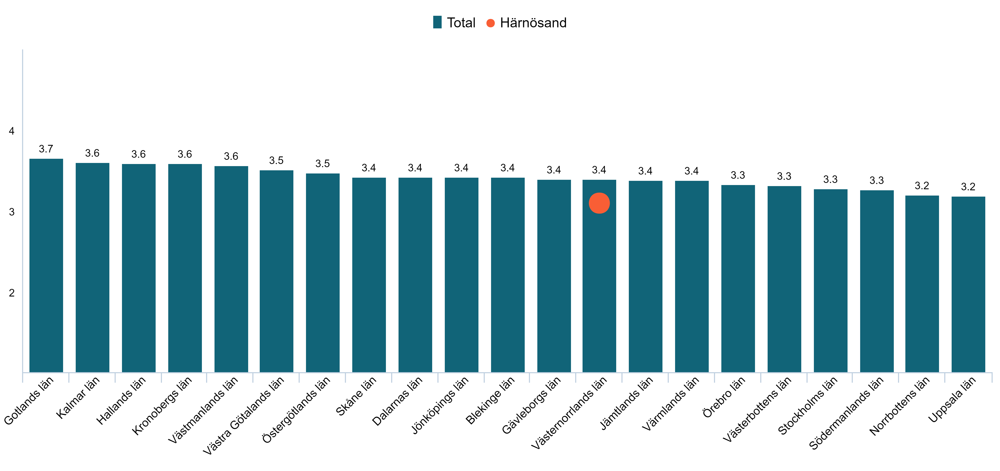 Total Härnösand
4
3
2
3.7 3.6 3.6 3.6 3.6 3.5 3.5 3.4 3.4 3.4 3.4 3.4 3.4 3.4 3.4 3.3 3.3 3.3 3.3 3.2 3.2
Gotlands län
Kalmar län
Hallands län
Kronobergs län
Västmanlands län
Västra Götalands län
Östergötlands län
Skåne län
Dalarnas län
Jönköpings län
Blekinge län
Gävleborgs län
Västernorrlands län
Jämtlands län
Värmlands län
Örebro län
Västerbottens län
Stockholms län
Södermanlands län
Norrbottens län
Uppsala län